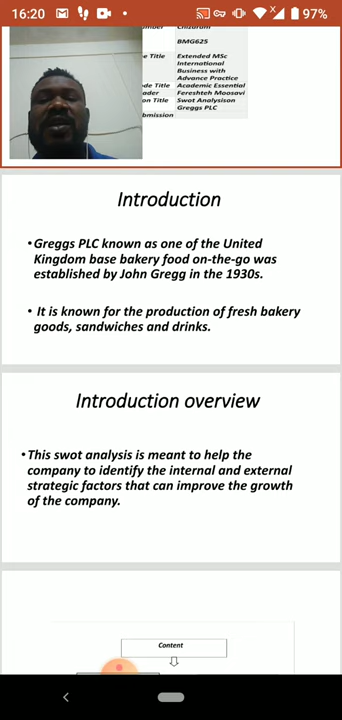 16:20
97%
Chizaram
BMG625
e Title
Extended MSc
International
Business with
Advance Practice
de Title
Academic Essential
ader
Fereshteh Moosavi
on Title
Swot Analysison
Greggs PLC
bmission
Introduction
•Greggs PLC known as one of the United
Kingdom base bakery food on-the-go was
established by John Gregg in the 1930s.
• It is known for the production of fresh bakery
goods, sandwiches and drinks.
Introduction overview
•This swot analysis is meant to help the
company to identify the internal and external
strategic factors that can improve the growth
of the company.
Content